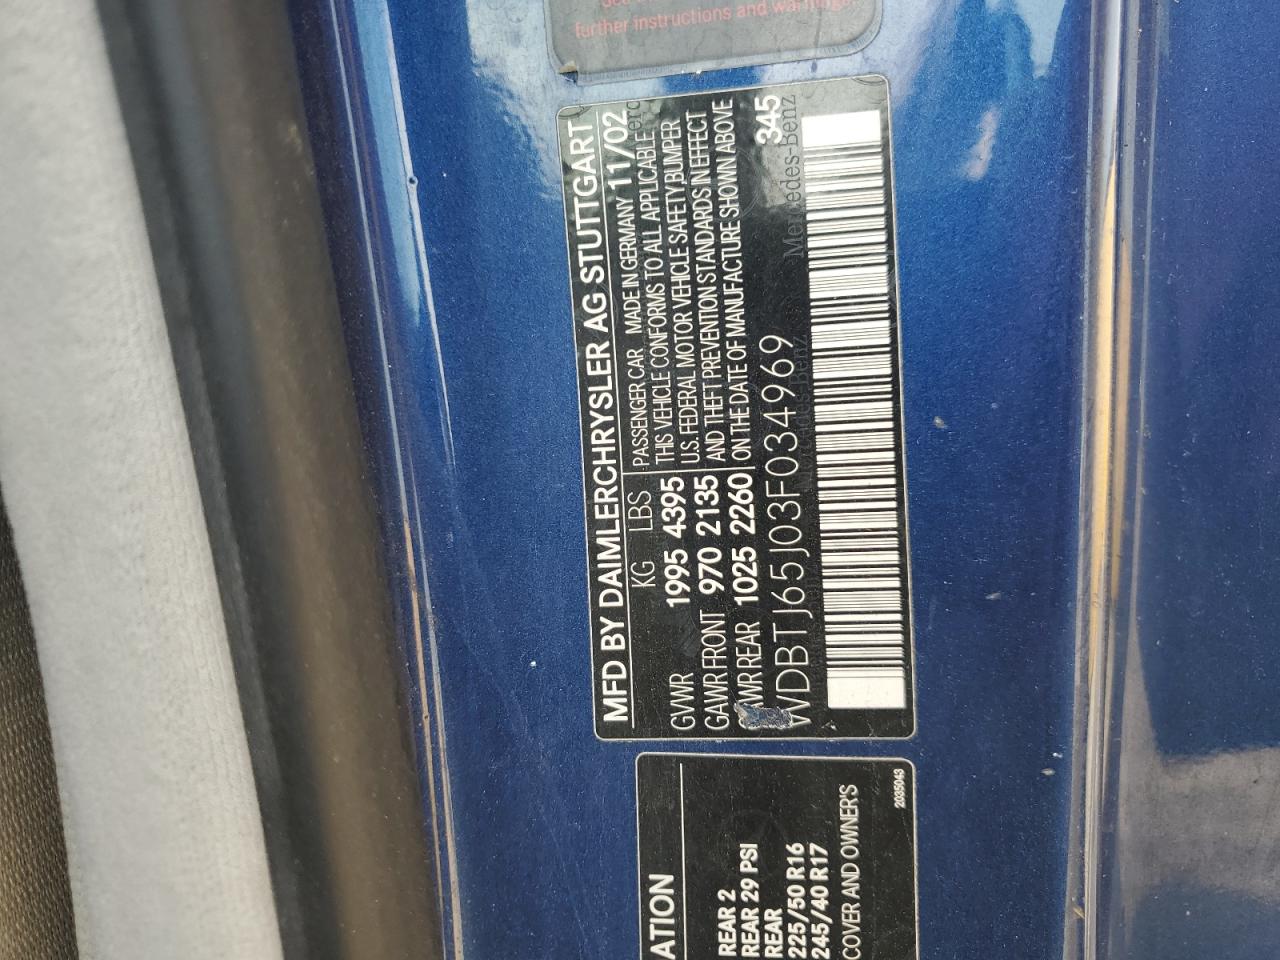 further instructions and warnings.
MFD BY DAIMLERCHRYSLER AG STUTTGART
KG LBS PASSENGER CAR MADE IN GERMANY 11/02
THIS VEHICLE CONFORMS TO ALL APPLICABLE
GVWR 1995 4395 U.S. FEDERAL MOTOR VEHICLE SAFETY BUMPER
GAWR FRONT 970 2135 AND THEFT PREVENTION STANDARDS IN EFFECT
GAWR REAR 1025 2260 ON THE DATE OF MANUFACTURE SHOWN ABOVE
WDBTJ65J03F034969 345
Mercedes-Benz
Mercedes-Benz
ATION
REAR 2
REAR 29 PSI
REAR
225/50 R16
245/40 R17
COVER AND OWNER'S
2035043